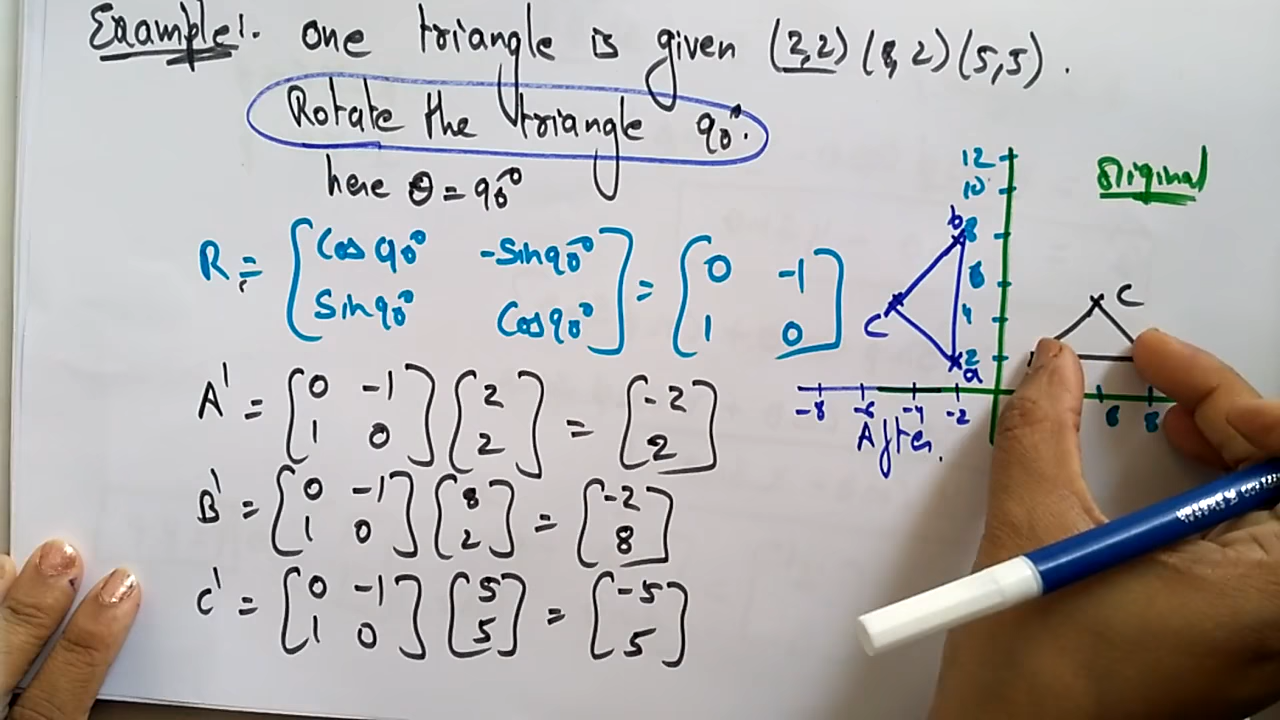 Example:- One triangle is given (2,2) (8,2) (5,5).
Rotate the triangle 90°.
here θ = 90°
R = [cos 90° -sin 90°
sin 90° cos 90°] = [0 -1
1 0]
A' = [0 -1
1 0] [2
2] = [-2
2]
B' = [0 -1
1 0] [8
2] = [-2
8]
C' = [0 -1
1 0] [5
5] = [-5
5]
Original
12
10
8
6
4
2
b
c
a
C
-8 -6 -4 -2 6 8
After.